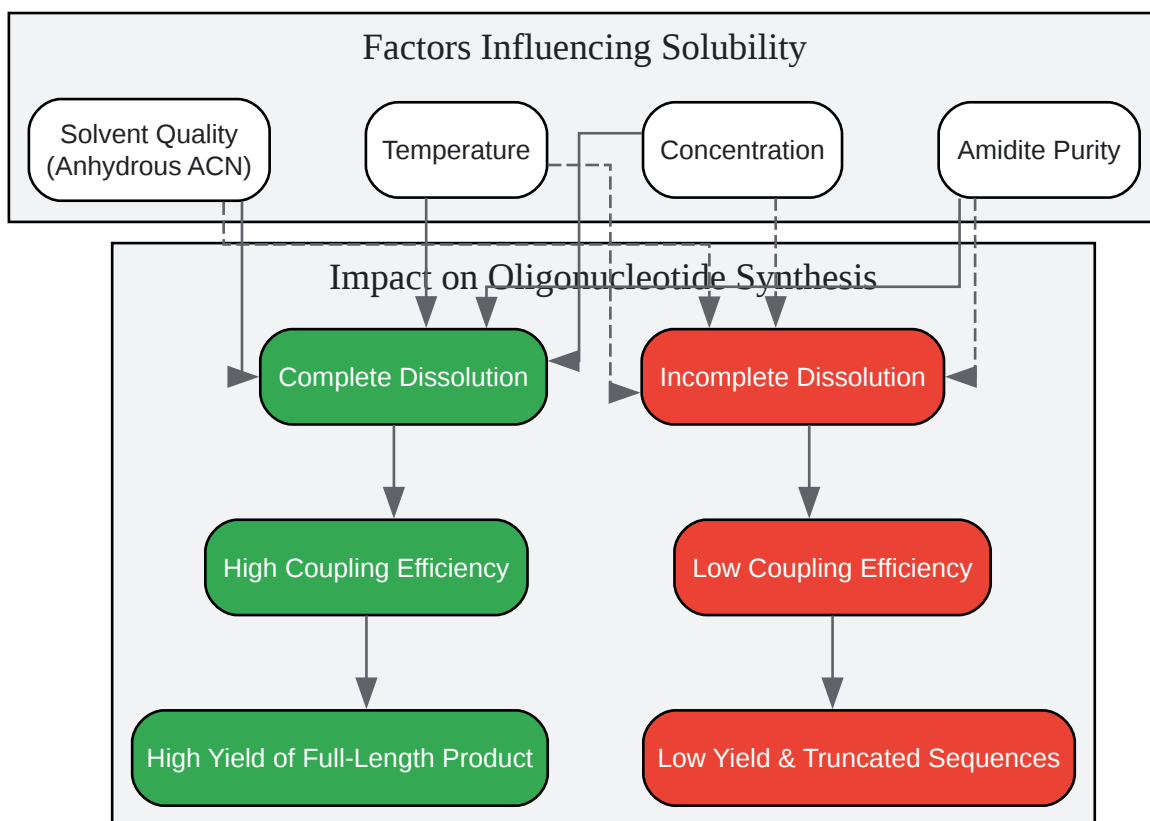 Factors Influencing Solubility
Solvent Quality
(Anhydrous ACN)
Temperature
Concentration
Amidite Purity
Impact on Oligonucleotide Synthesis
Complete Dissolution
Incomplete Dissolution
High Coupling Efficiency
Low Coupling Efficiency
High Yield of Full-Length Product
Low Yield & Truncated Sequences